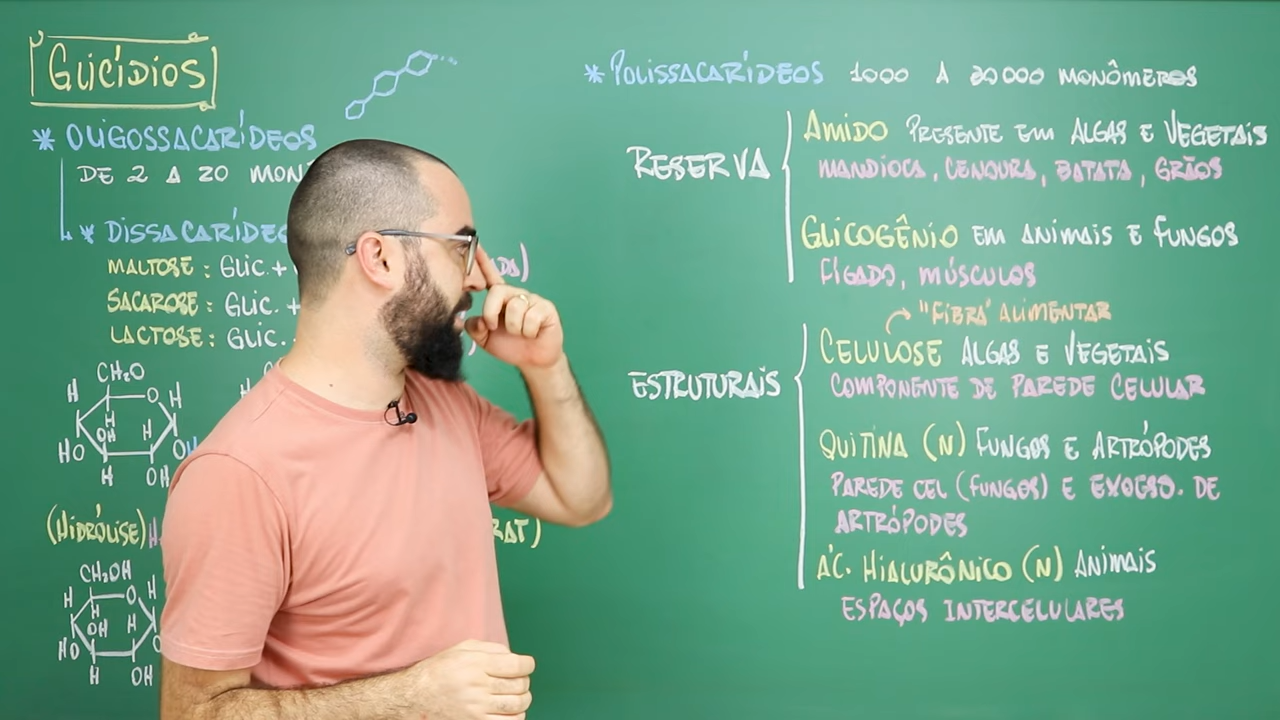 GLICÍDIOS
* OLIGOSSACARÍDEOS
DE 2 A 20
* DISSACARÍDEO
MALTOSE: GLIC. +
SACAROSE: GLIC. +
LACTOSE: GLIC.
CH₂O
H O H
H
OH H
HO O
H OH
(HIDRÓLISE) H
CH₂OH
H O H
H
OH H
HO O
H OH
* POLISSACARÍDEOS 1000 A 20000 MONÔMEROS
RESERVA
AMIDO PRESENTE EM ALGAS E VEGETAIS
MANDIOCA, CENOURA, BATATA, GRÃOS
GLICOGÊNIO EM ANIMAIS E FUNGOS
FÍGADO, MÚSCULOS
"FIBRA" ALIMENTAR
ESTRUTURAIS
CELULOSE ALGAS E VEGETAIS
COMPONENTE DE PAREDE CELULAR
QUITINA (N) FUNGOS E ARTRÓPODES
PAREDE CEL (FUNGOS) E EXOESQ. DE
ARTRÓPODES
ÁC. HIALURÔNICO (N) ANIMAIS
ESPAÇOS INTERCELULARES